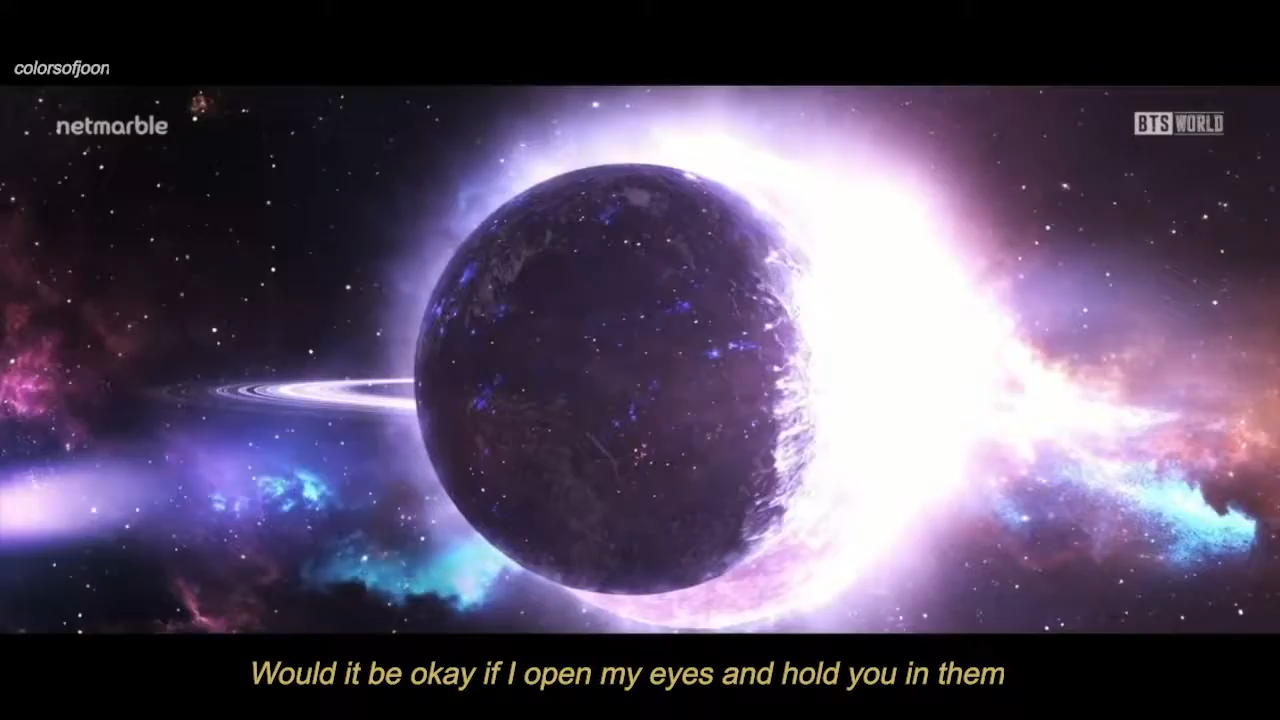 colorsofjoon
netmarble
BTS WORLD
Would it be okay if I open my eyes and hold you in them